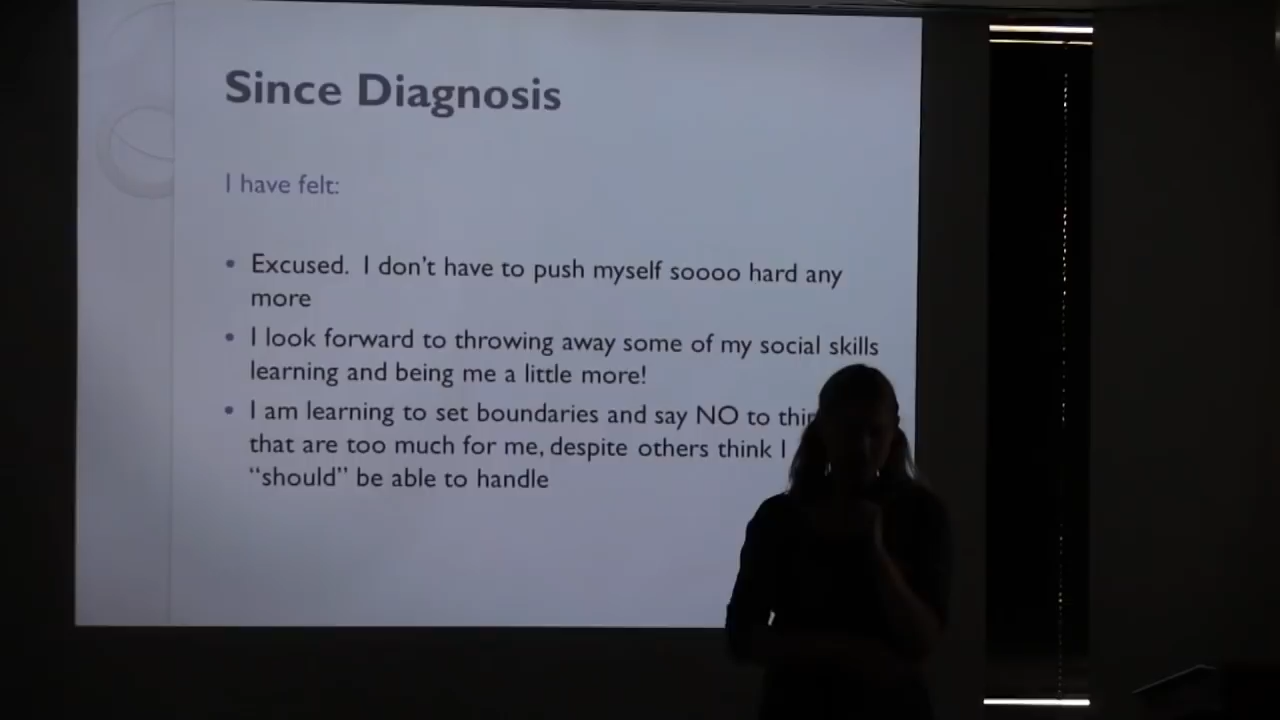 Since Diagnosis
I have felt:
• Excused. I don't have to push myself soooo hard any
more
• I look forward to throwing away some of my social skills
learning and being me a little more!
• I am learning to set boundaries and say NO to
that are too much for me, despite others think I
“should” be able to handle